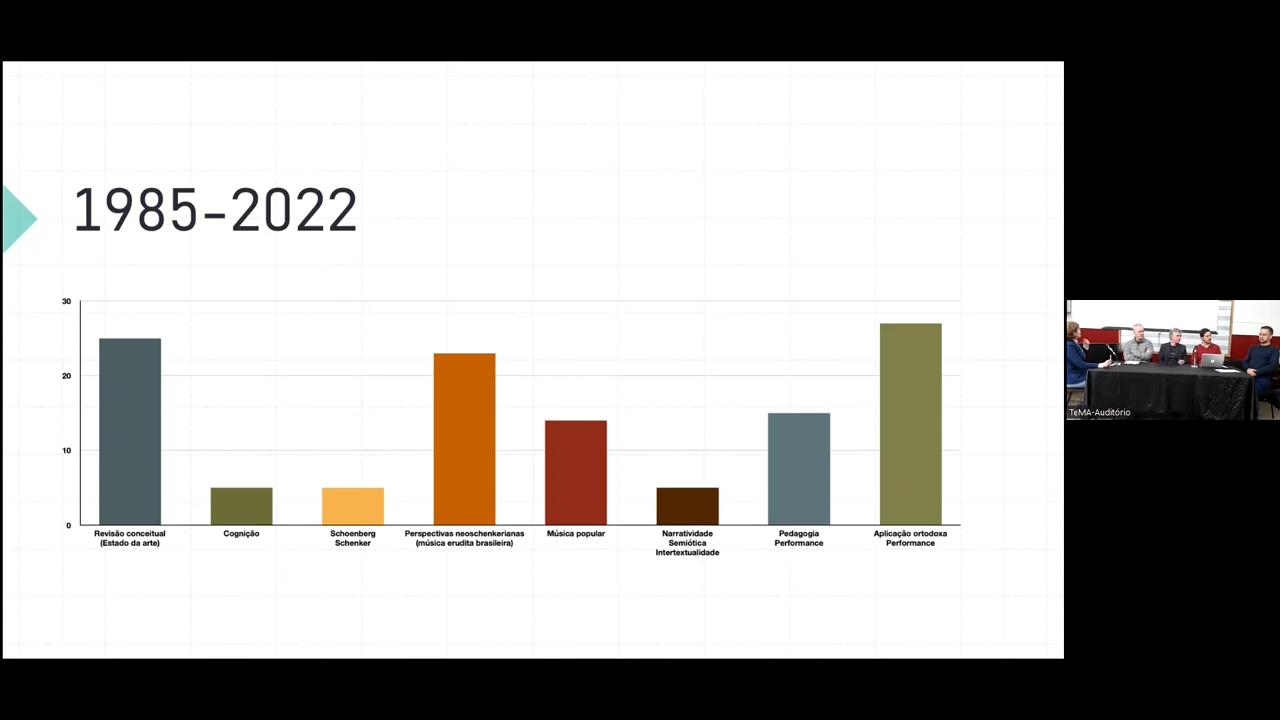 1985-2022
30
20
10
0
Revisão conceitual
(Estado da arte)
Cognição
Schoenberg
Schenker
Perspectivas neoschenkerianas
(música erudita brasileira)
Música popular
Narratividade
Semiótica
Intertextualidade
Pedagogia
Performance
Aplicação ortodoxa
Performance
TeMA-Auditório